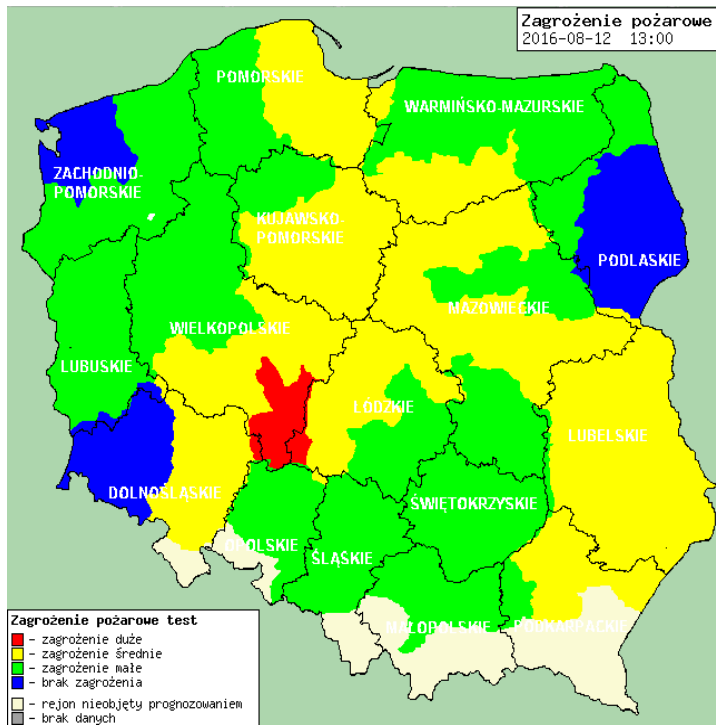 Zagrożenie pożarowe
2016-08-12 13:00
POMORSKIE
WARMIŃSKO-MAZURSKIE
ZACHODNIO-
POMORSKIE
KUJAWSKO-
POMORSKIE
PODLASKIE
MAZOWIECKIE
WIELKOPOLSKIE
LUBUSKIE
ŁÓDZKIE
LUBELSKIE
DOLNOŚLĄSKIE
ŚWIĘTOKRZYSKIE
OPOLSKIE
ŚLĄSKIE
MAŁOPOLSKIE
PODKARPACKIE
Zagrożenie pożarowe test
- zagrożenie duże
- zagrożenie średnie
- zagrożenie małe
- brak zagrożenia
- rejon nieobjęty prognozowaniem
- brak danych